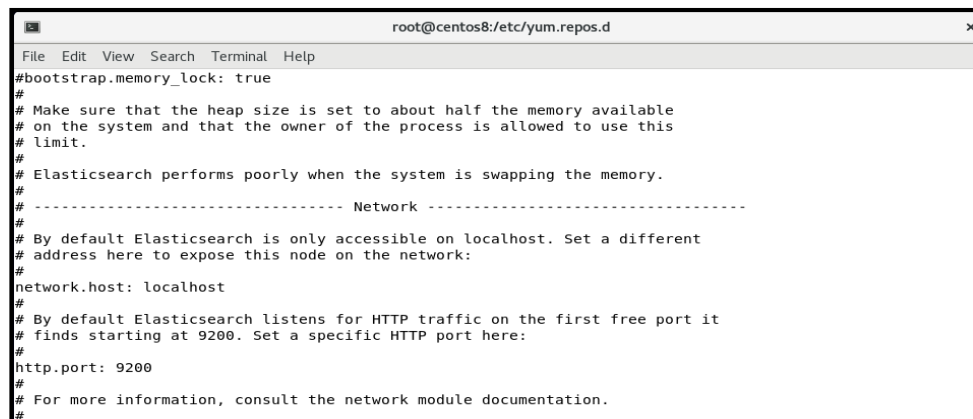 root@centos8:/etc/yum.repos.d
File Edit View Search Terminal Help
#bootstrap.memory_lock: true
#
# Make sure that the heap size is set to about half the memory available
# on the system and that the owner of the process is allowed to use this
# limit.
#
# Elasticsearch performs poorly when the system is swapping the memory.
#
# ---------------------------------- Network -----------------------------------
#
# By default Elasticsearch is only accessible on localhost. Set a different
# address here to expose this node on the network:
#
network.host: localhost
#
# By default Elasticsearch listens for HTTP traffic on the first free port it
# finds starting at 9200. Set a specific HTTP port here:
#
http.port: 9200
#
# For more information, consult the network module documentation.
#